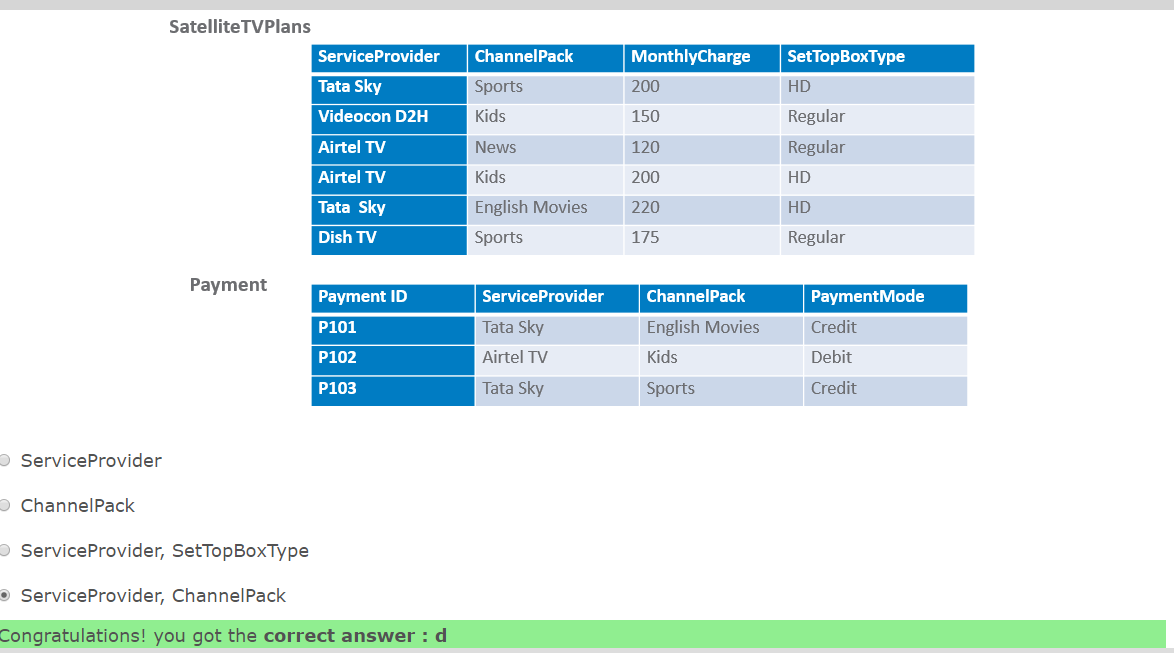 SatelliteTVPlans
ServiceProvider ChannelPack MonthlyCharge SetTopBoxType
Tata Sky Sports 200 HD
Videocon D2H Kids 150 Regular
Airtel TV News 120 Regular
Airtel TV Kids 200 HD
Tata Sky English Movies 220 HD
Dish TV Sports 175 Regular
Payment
Payment ID ServiceProvider ChannelPack PaymentMode
P101 Tata Sky English Movies Credit
P102 Airtel TV Kids Debit
P103 Tata Sky Sports Credit
ServiceProvider
ChannelPack
ServiceProvider, SetTopBoxType
ServiceProvider, ChannelPack
Congratulations! you got the correct answer : d